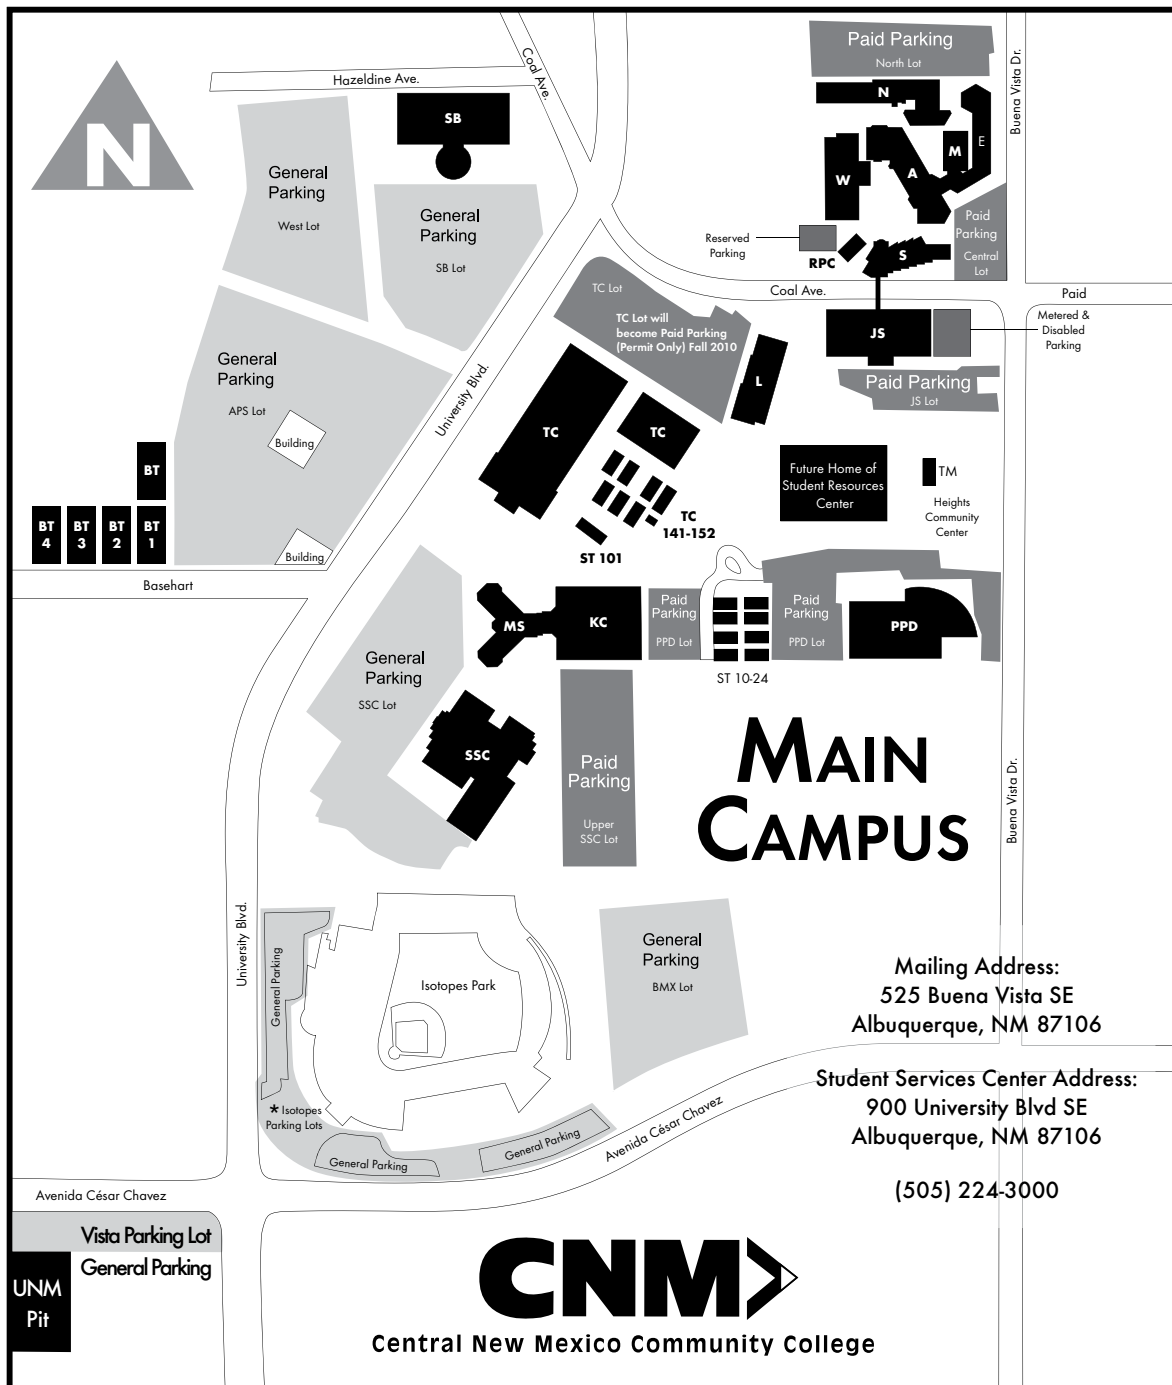 Paid Parking
North Lot
Hazeldine Ave.
Coal Ave.
Buena Vista Dr.
N
SB
N
E
M
A
W
General
Parking
West Lot
General
Parking
SB Lot
Paid
Parking
Central
Lot
Reserved
Parking
RPC
S
TC Lot
TC Lot will
become Paid Parking
(Permit Only) Fall 2010
Coal Ave.
Paid
Metered &
Disabled
Parking
JS
L
Paid Parking
JS Lot
General
Parking
APS Lot
Building
University Blvd.
TC
TC
BT
BT
4
BT
3
BT
2
BT
1
Building
Future Home of
Student Resources
Center
TM
Heights
Community
Center
TC
141-152
ST 101
Basehart
MS
KC
Paid
Parking
PPD Lot
Paid
Parking
PPD Lot
PPD
ST 10-24
General
Parking
SSC Lot
SSC
Paid
Parking
Upper
SSC Lot
Main
Campus
Buena Vista Dr.
University Blvd.
General Parking
Isotopes Park
General
Parking
BMX Lot
Mailing Address:
525 Buena Vista SE
Albuquerque, NM 87106
Student Services Center Address:
900 University Blvd SE
Albuquerque, NM 87106
(505) 224-3000
* Isotopes
Parking Lots
General Parking
General Parking
Avenida César Chavez
Avenida César Chavez
Vista Parking Lot
General Parking
UNM
Pit
CNM
Central New Mexico Community College